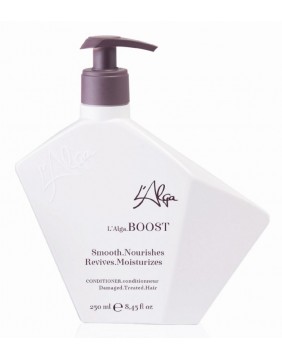 L'Alga
L'Alga.BOOST
Smooth.Nourishes
Revives.Moisturizes
CONDITIONER.conditionneur
Damaged.Treated.Hair
250 ml ℮ 8,45 fl oz.